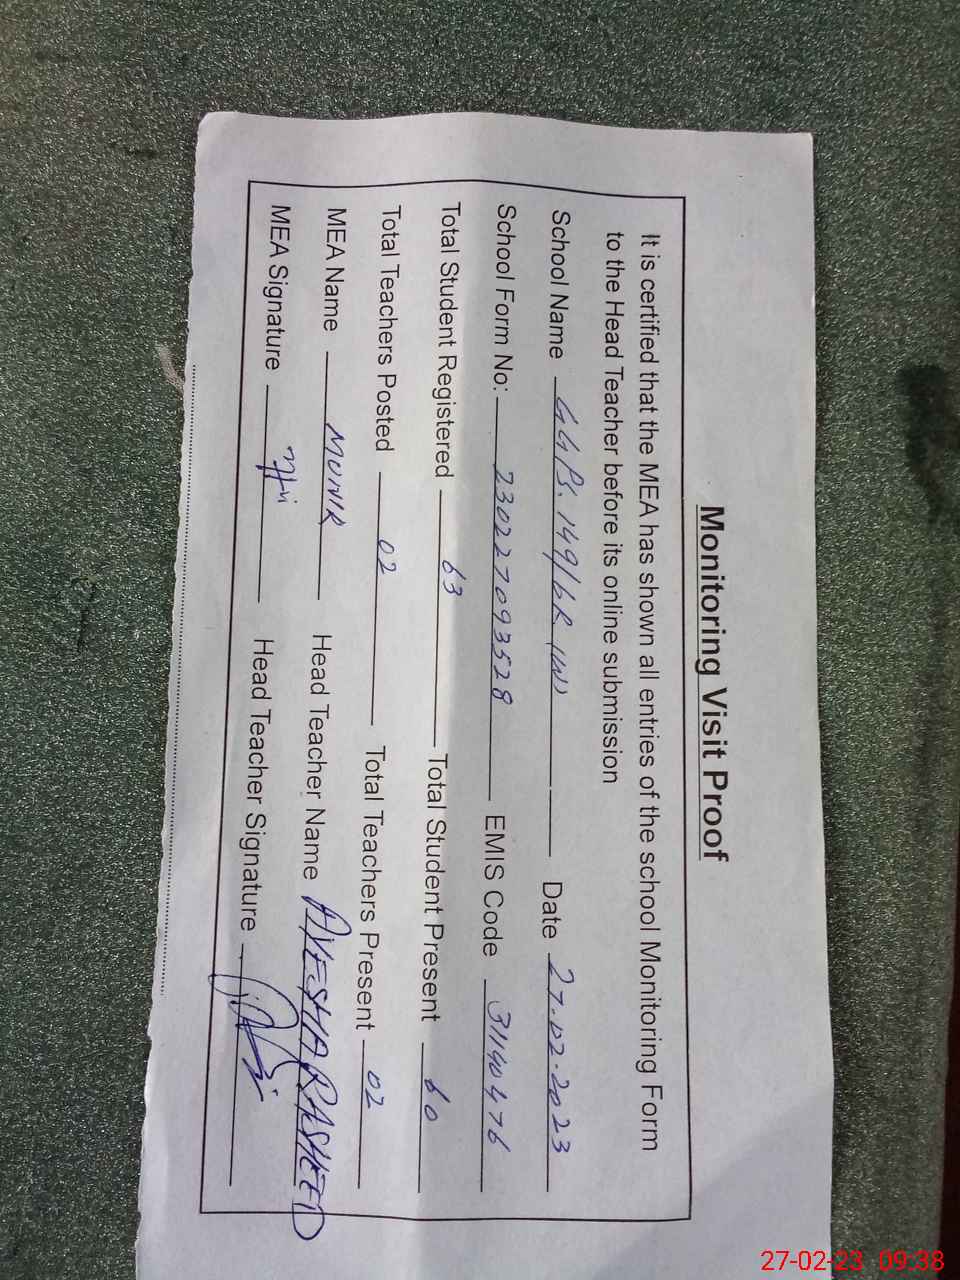 Monitoring Visit Proof
It is certified that the MEA has shown all entries of the school Monitoring Form
to the Head Teacher before its online submission
School Name GGPS. 149/6R (W) Date 27.02.2023
School Form No: 230227093528 EMIS Code 31140476
Total Student Registered 63 Total Student Present 60
Total Teachers Posted 02 Total Teachers Present 02
MEA Name MUNIR Head Teacher Name AYESHA RASHEED
MEA Signature Head Teacher Signature
27-02-23 09:38